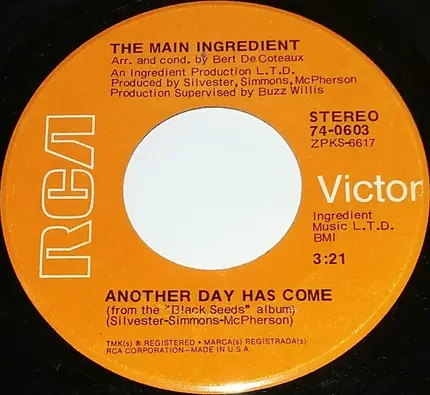 THE MAIN INGREDIENT
Arr. and cond. by Bert De Coteaux
An Ingredient Production L.T.D.
Produced by Silvester, Simmons, McPherson
Production Supervised by Buzz Willis
STEREO
74-0603
ZPKS-6617
RCA
Victor
Ingredient
Music L.T.D.
BMI
3:21
ANOTHER DAY HAS COME
(from the "Black Seeds" album)
(Silvester-Simmons-McPherson)
TMK(s) ® REGISTERED • MARCA(s) REGISTRADA(s)
RCA CORPORATION—MADE IN U.S.A.